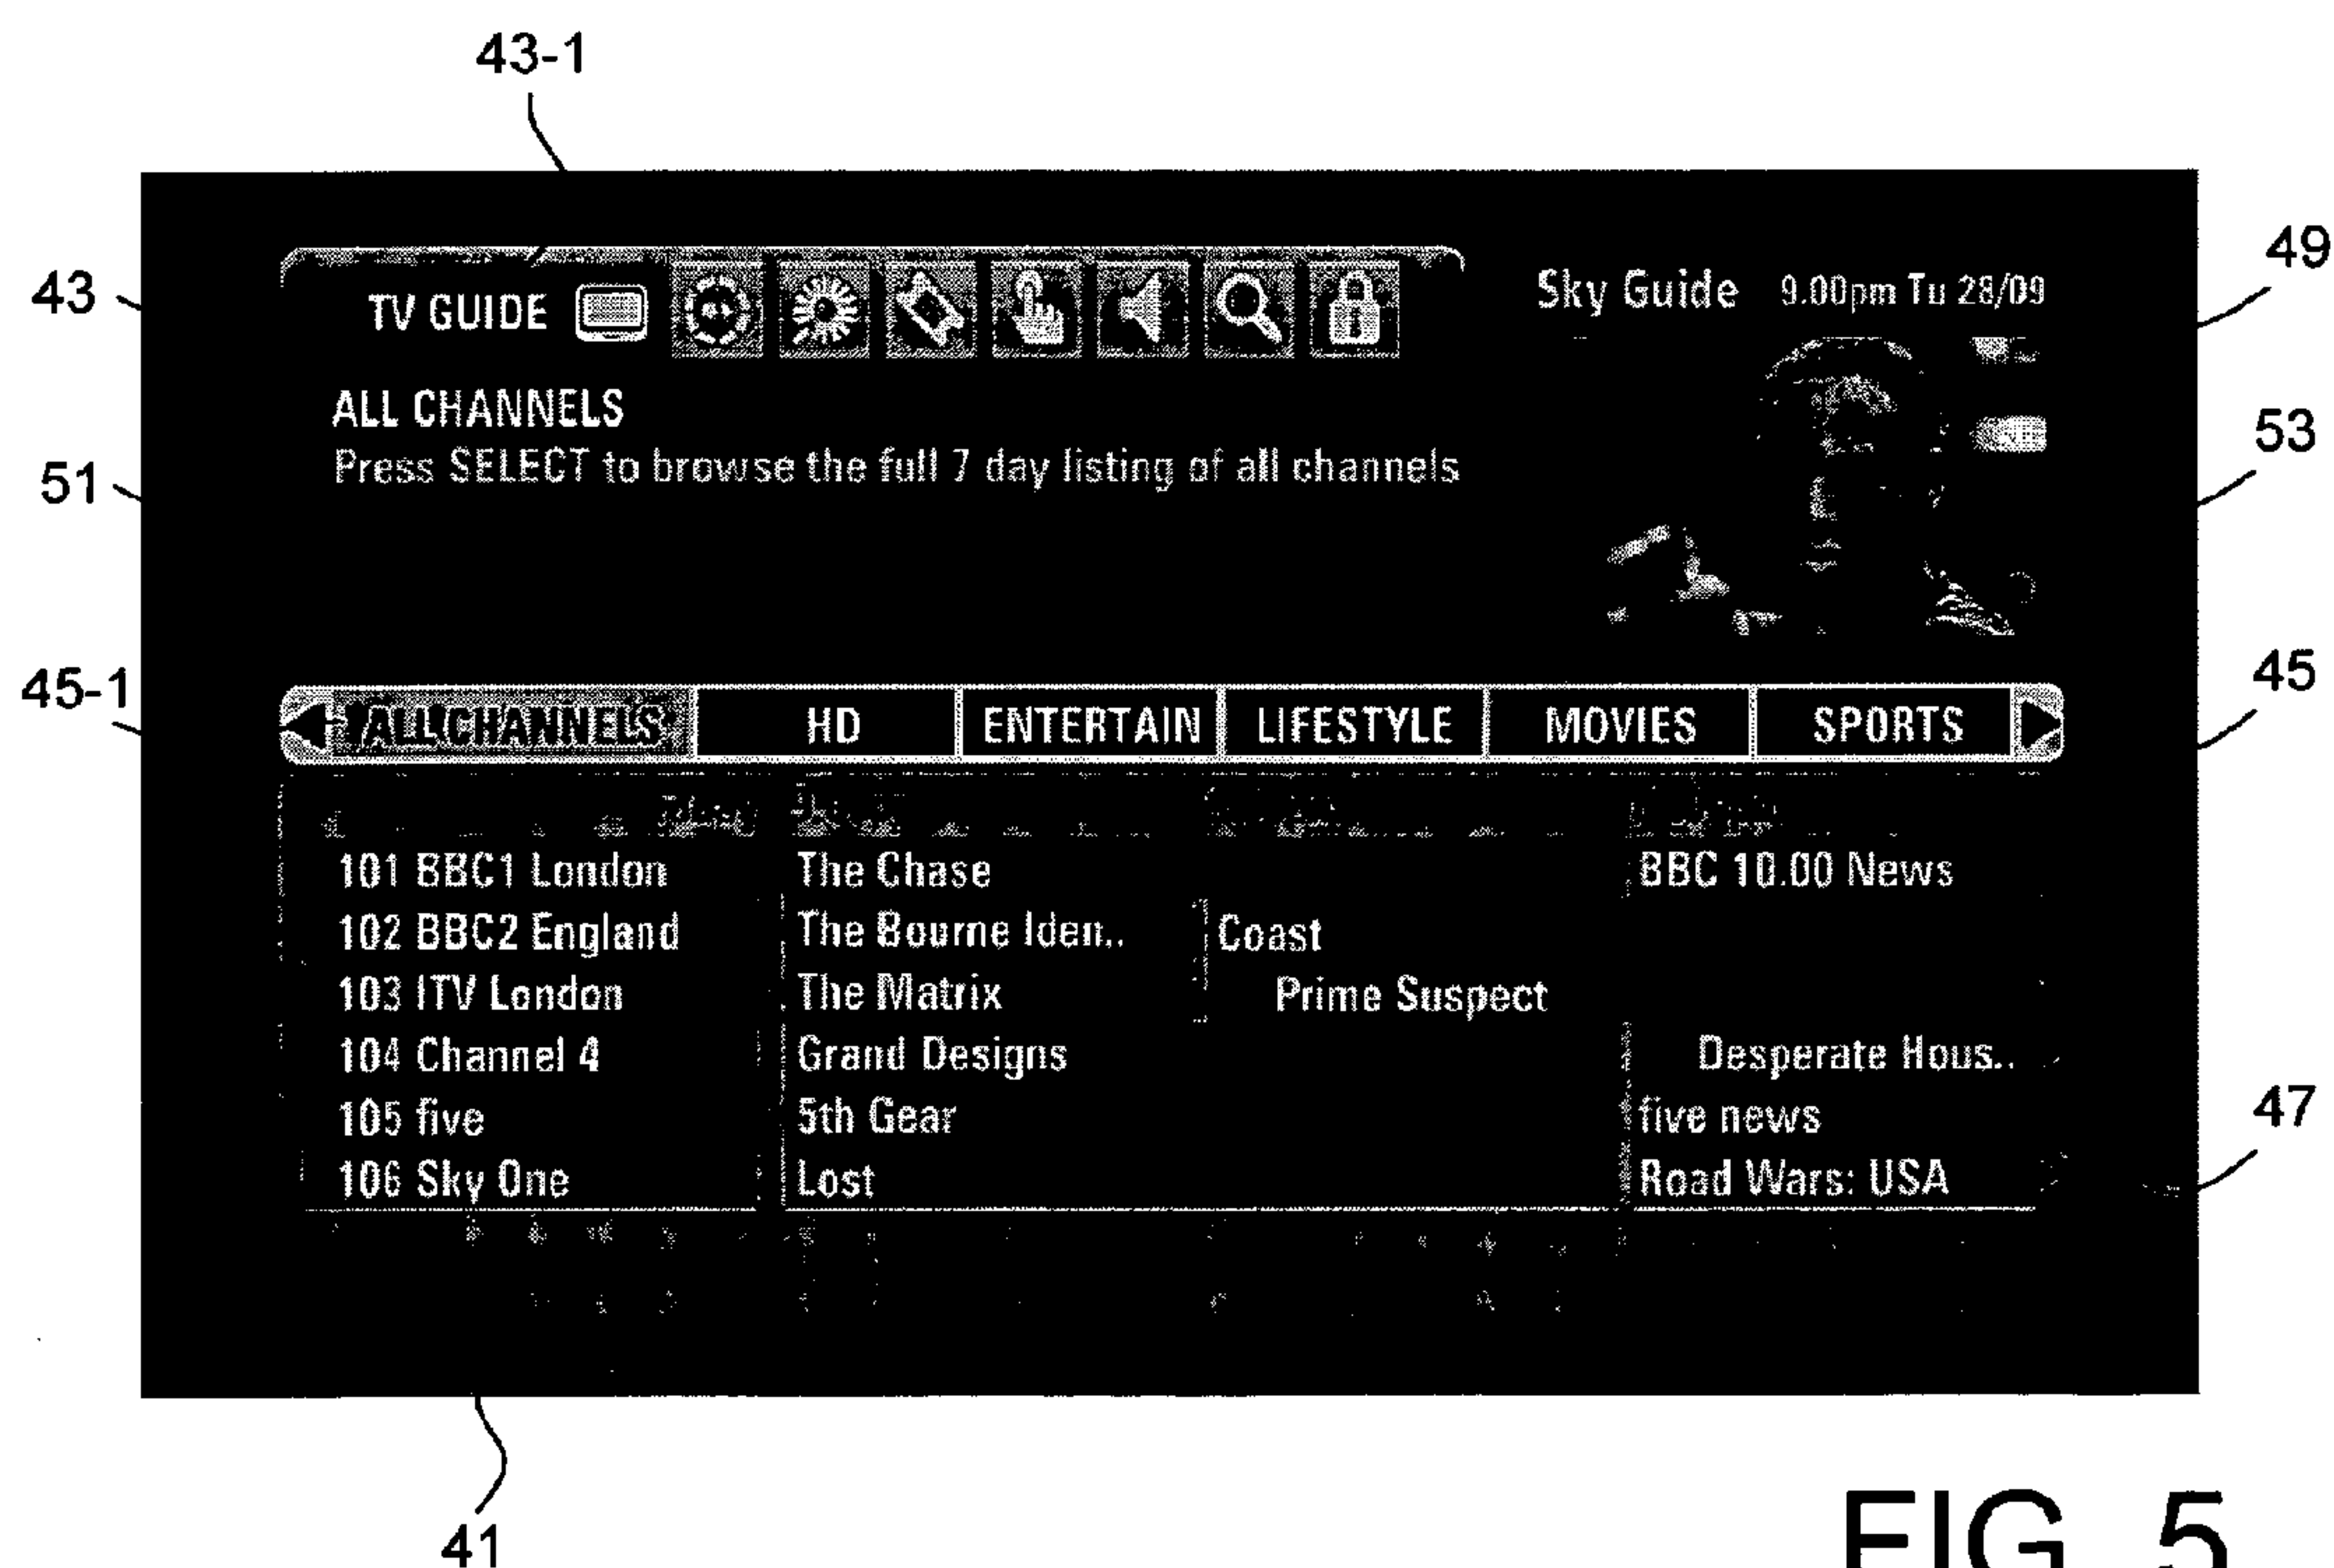 43-1
43
TV GUIDE
Sky Guide 9.00pm Tu 28/09
49
ALL CHANNELS
Press SELECT to browse the full 7 day listing of all channels
51
53
45-1
45
ALL CHANNELS HD ENTERTAIN LIFESTYLE MOVIES SPORTS
101 BBC1 London The Chase BBC 10.00 News
102 BBC2 England The Bourne Iden.. Coast
103 ITV London The Matrix Prime Suspect
104 Channel 4 Grand Designs Desperate Hous..
105 five 5th Gear five news
106 Sky One Lost Road Wars: USA
47
41
FIG. 5